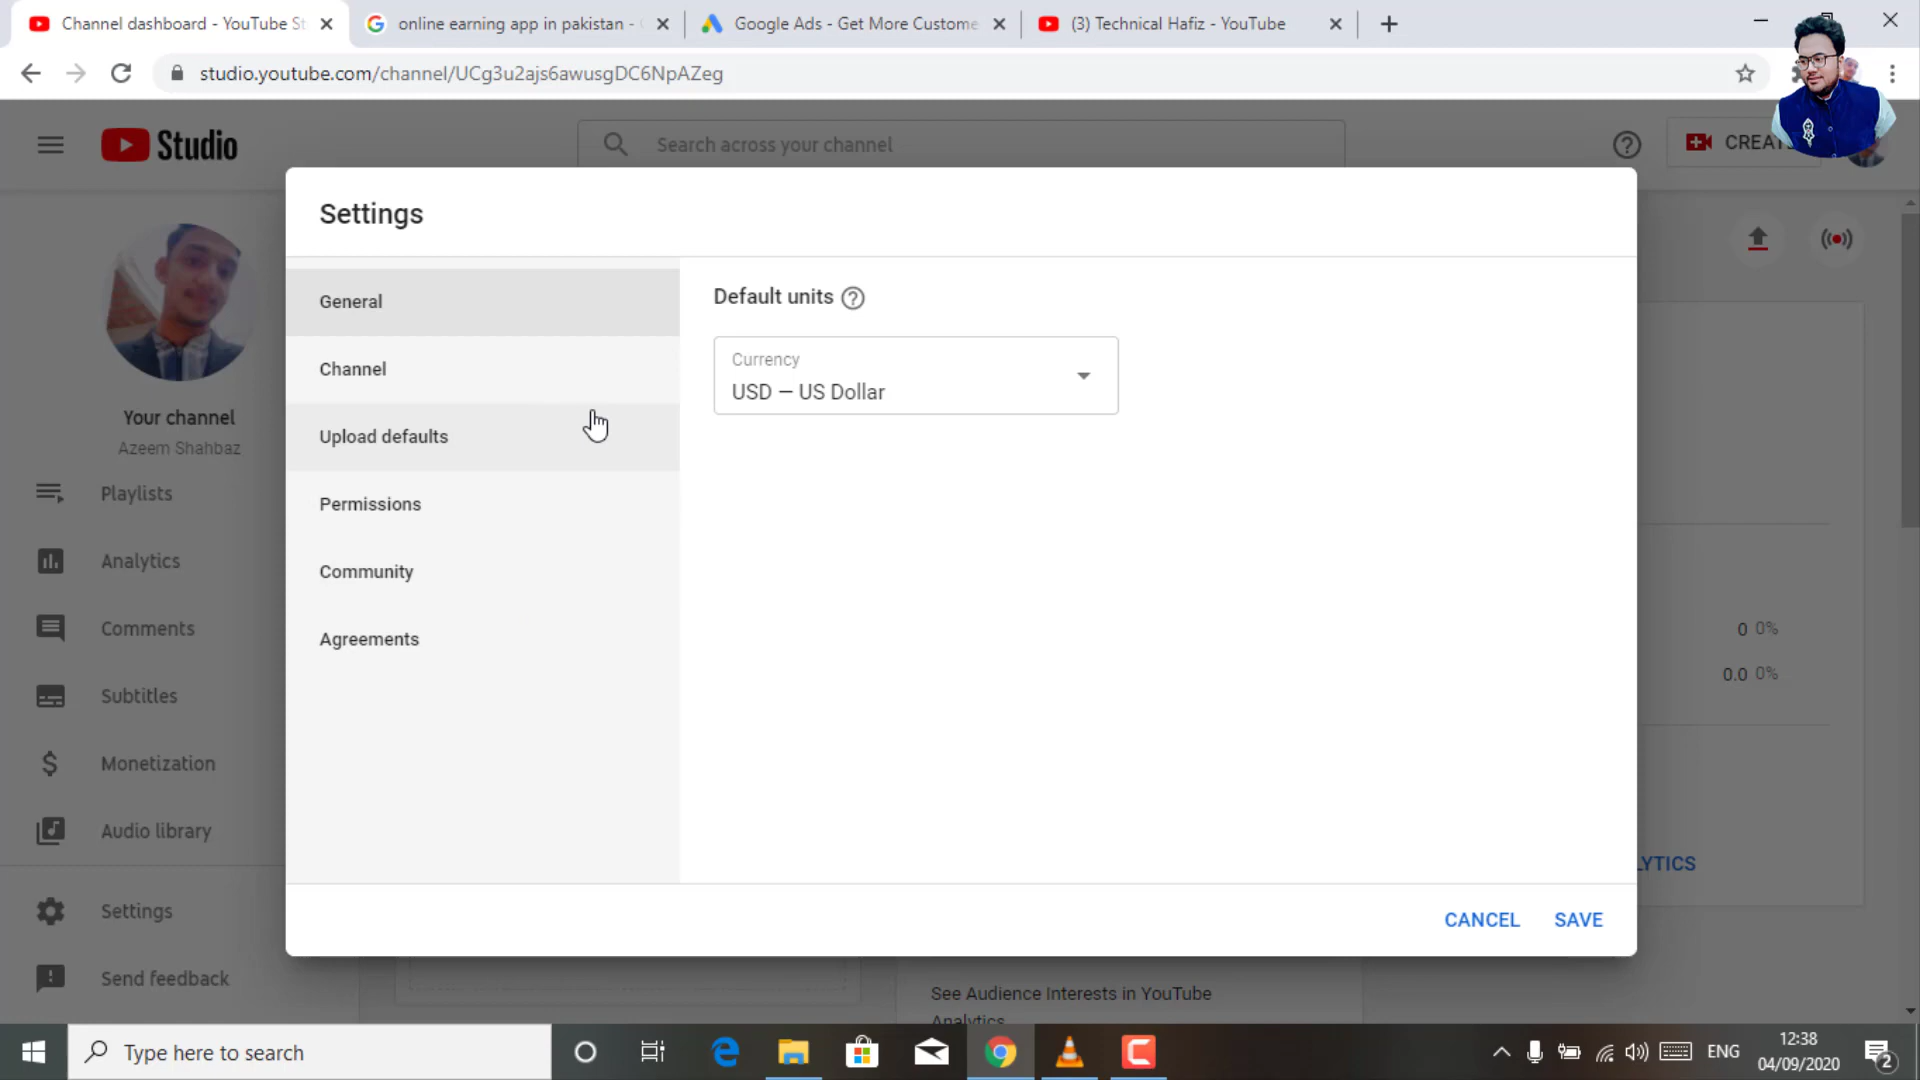 Channel dashboard - YouTube St
online earning app in pakistan -
Google Ads - Get More Custome
(3) Technical Hafiz - YouTube
studio.youtube.com/channel/UCg3u2ajs6awusgDC6NpAZeg
Studio
Search across your channel
CREAT
Settings
General
Channel
Upload defaults
Permissions
Community
Agreements
Default units
Currency
USD — US Dollar
CANCEL
SAVE
Your channel
Azeem Shahbaz
Playlists
Analytics
Comments
Subtitles
Monetization
Audio library
Settings
Send feedback
0 0%
0.0 0%
LYTICS
See Audience Interests in YouTube
Analytics
Type here to search
ENG
12:38
04/09/2020
2